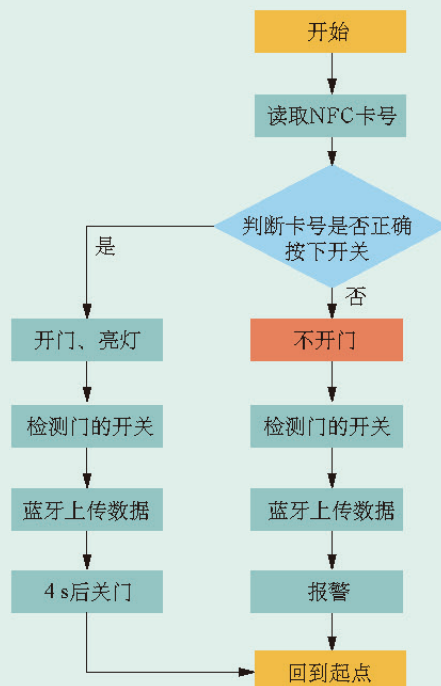 开始
读取NFC卡号
判断卡号是否正确
按下开关
是
否
开门、亮灯
不开门
检测门的开关
检测门的开关
蓝牙上传数据
蓝牙上传数据
4 s后关门
报警
回到起点